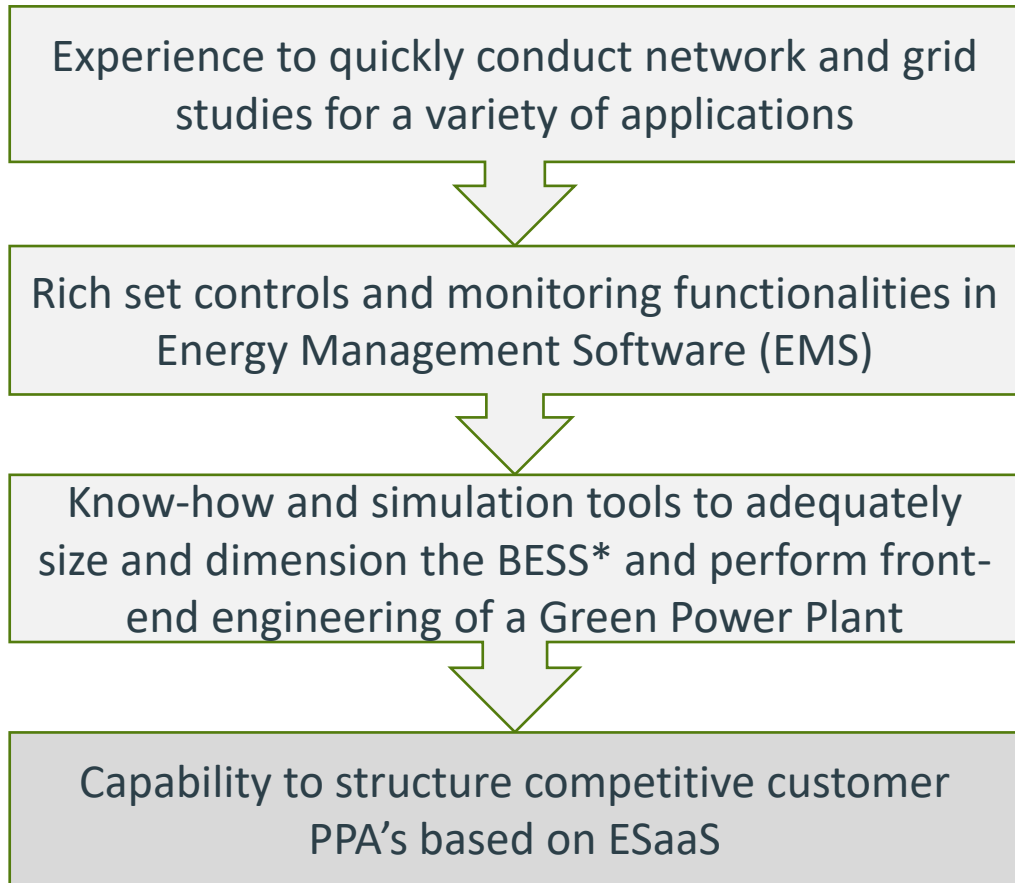 Experience to quickly conduct network and grid
studies for a variety of applications
Rich set controls and monitoring functionalities in
Energy Management Software (EMS)
Know-how and simulation tools to adequately
size and dimension the BESS* and perform front-
end engineering of a Green Power Plant
Capability to structure competitive customer
PPA’s based on ESaaS